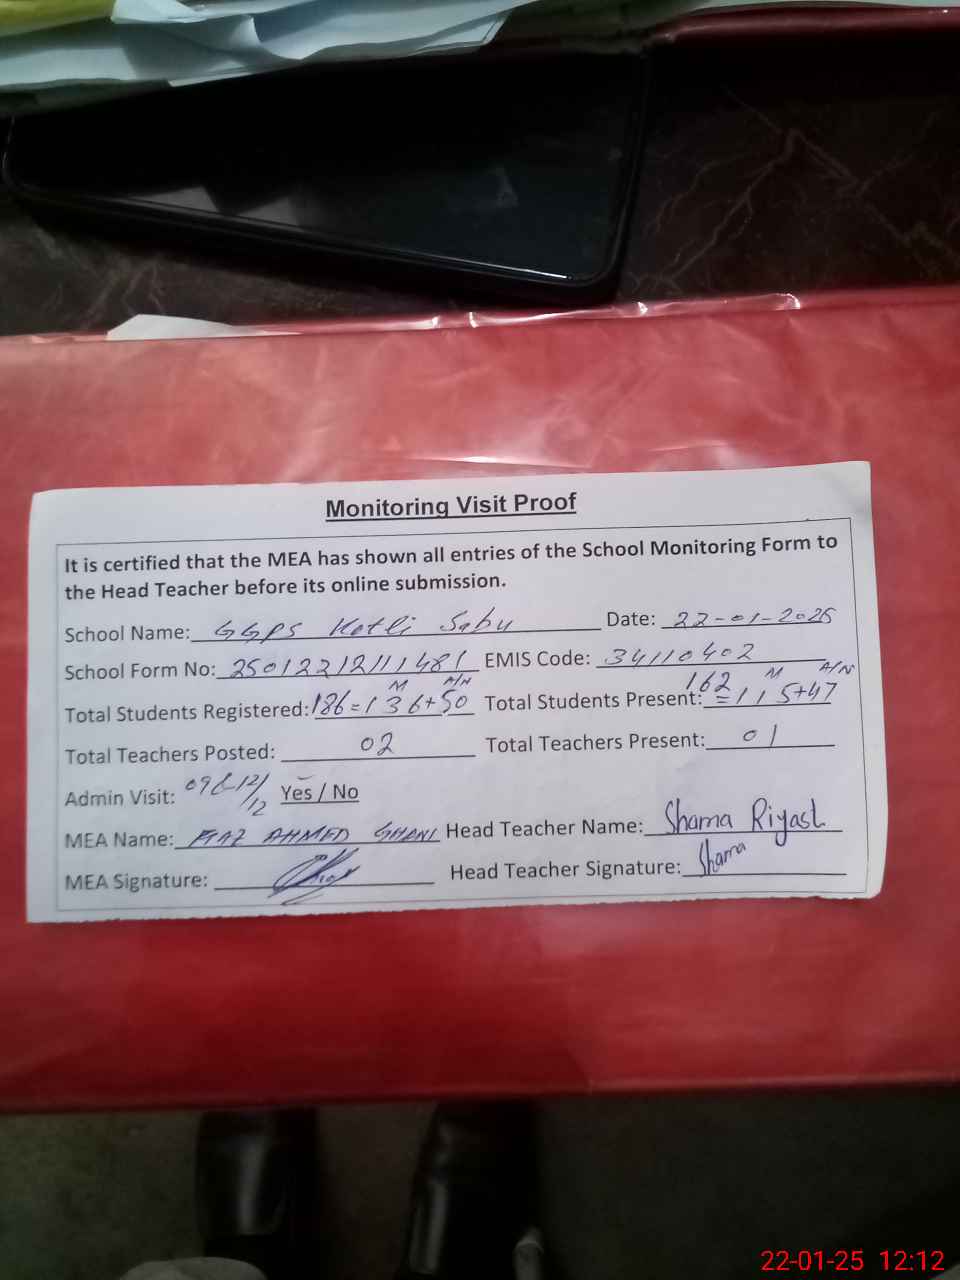 Monitoring Visit Proof
It is certified that the MEA has shown all entries of the School Monitoring Form to
the Head Teacher before its online submission.
School Name: GGPS Kotli Sabu Date: 22-01-2025
School Form No: 25012212111481 EMIS Code: 34110402
Total Students Registered: 186=136+50 M A/N Total Students Present: 162=115+47 M A/N
Total Teachers Posted: 02 Total Teachers Present: 01
Admin Visit: Yes / No
MEA Name: AHMED GHANI Head Teacher Name: Shama
MEA Signature: Head Teacher Signature: Shama
22-01-25 12:12